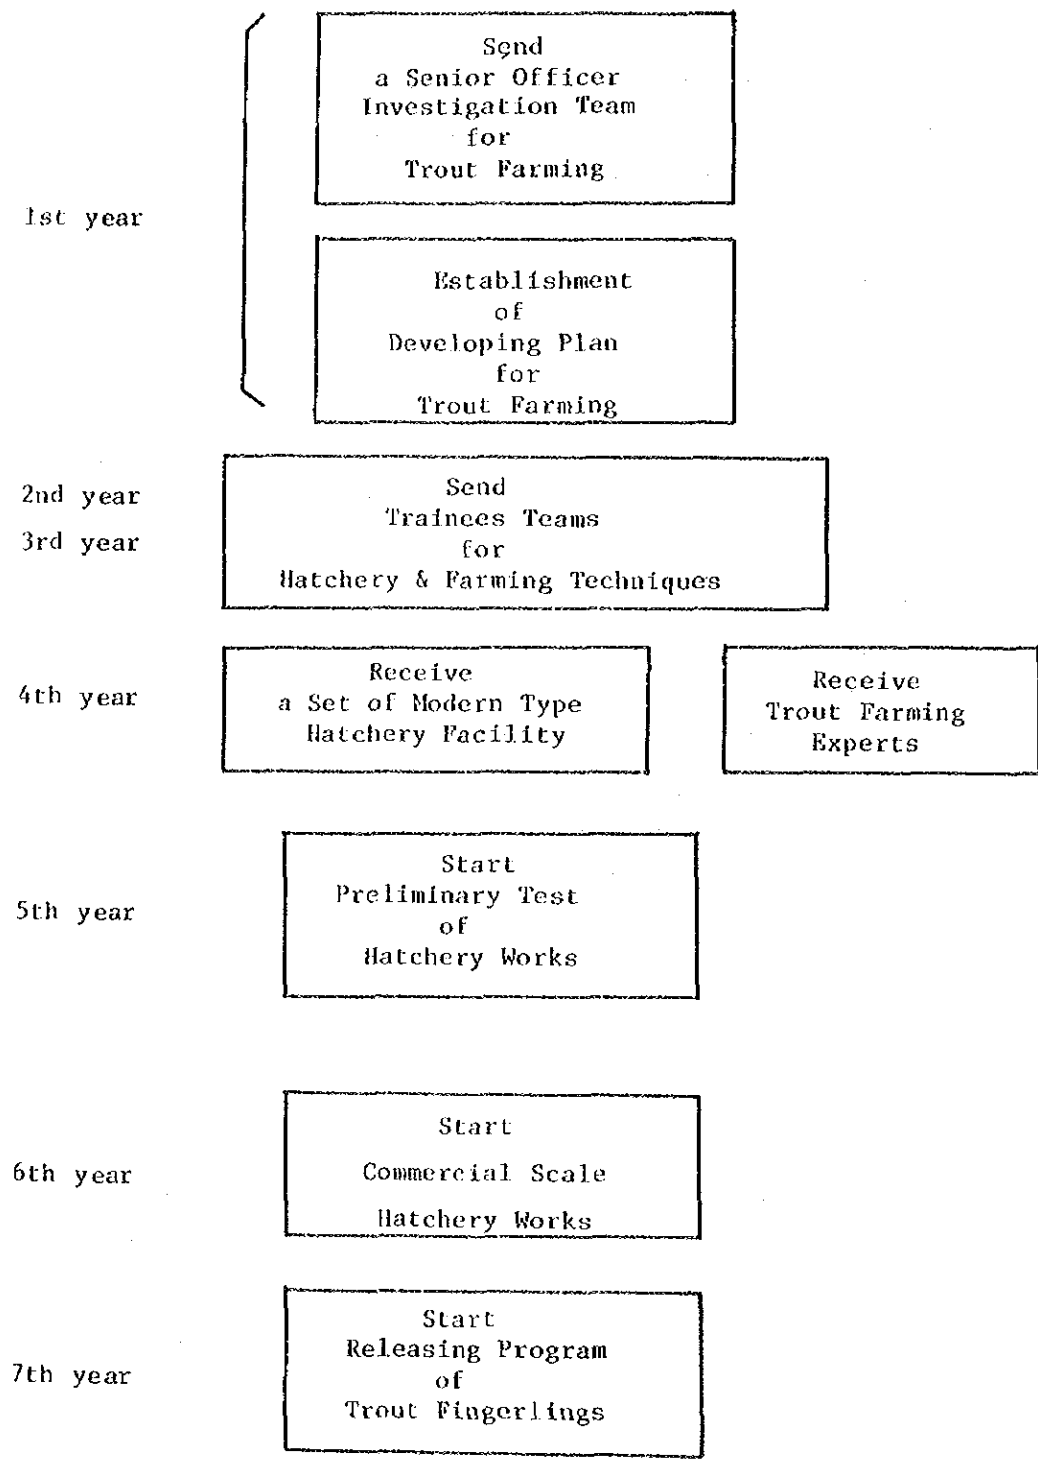 Send
a Senior Officer
Investigation Team
for
Trout Farming
1st year
Establishment
of
Developing Plan
for
Trout Farming
2nd year
3rd year
Send
Trainees Teams
for
Hatchery & Farming Techniques
4th year
Receive
a Set of Modern Type
Hatchery Facility
Receive
Trout Farming
Experts
5th year
Start
Preliminary Test
of
Hatchery Works
6th year
Start
Commercial Scale
Hatchery Works
7th year
Start
Releasing Program
of
Trout Fingerlings